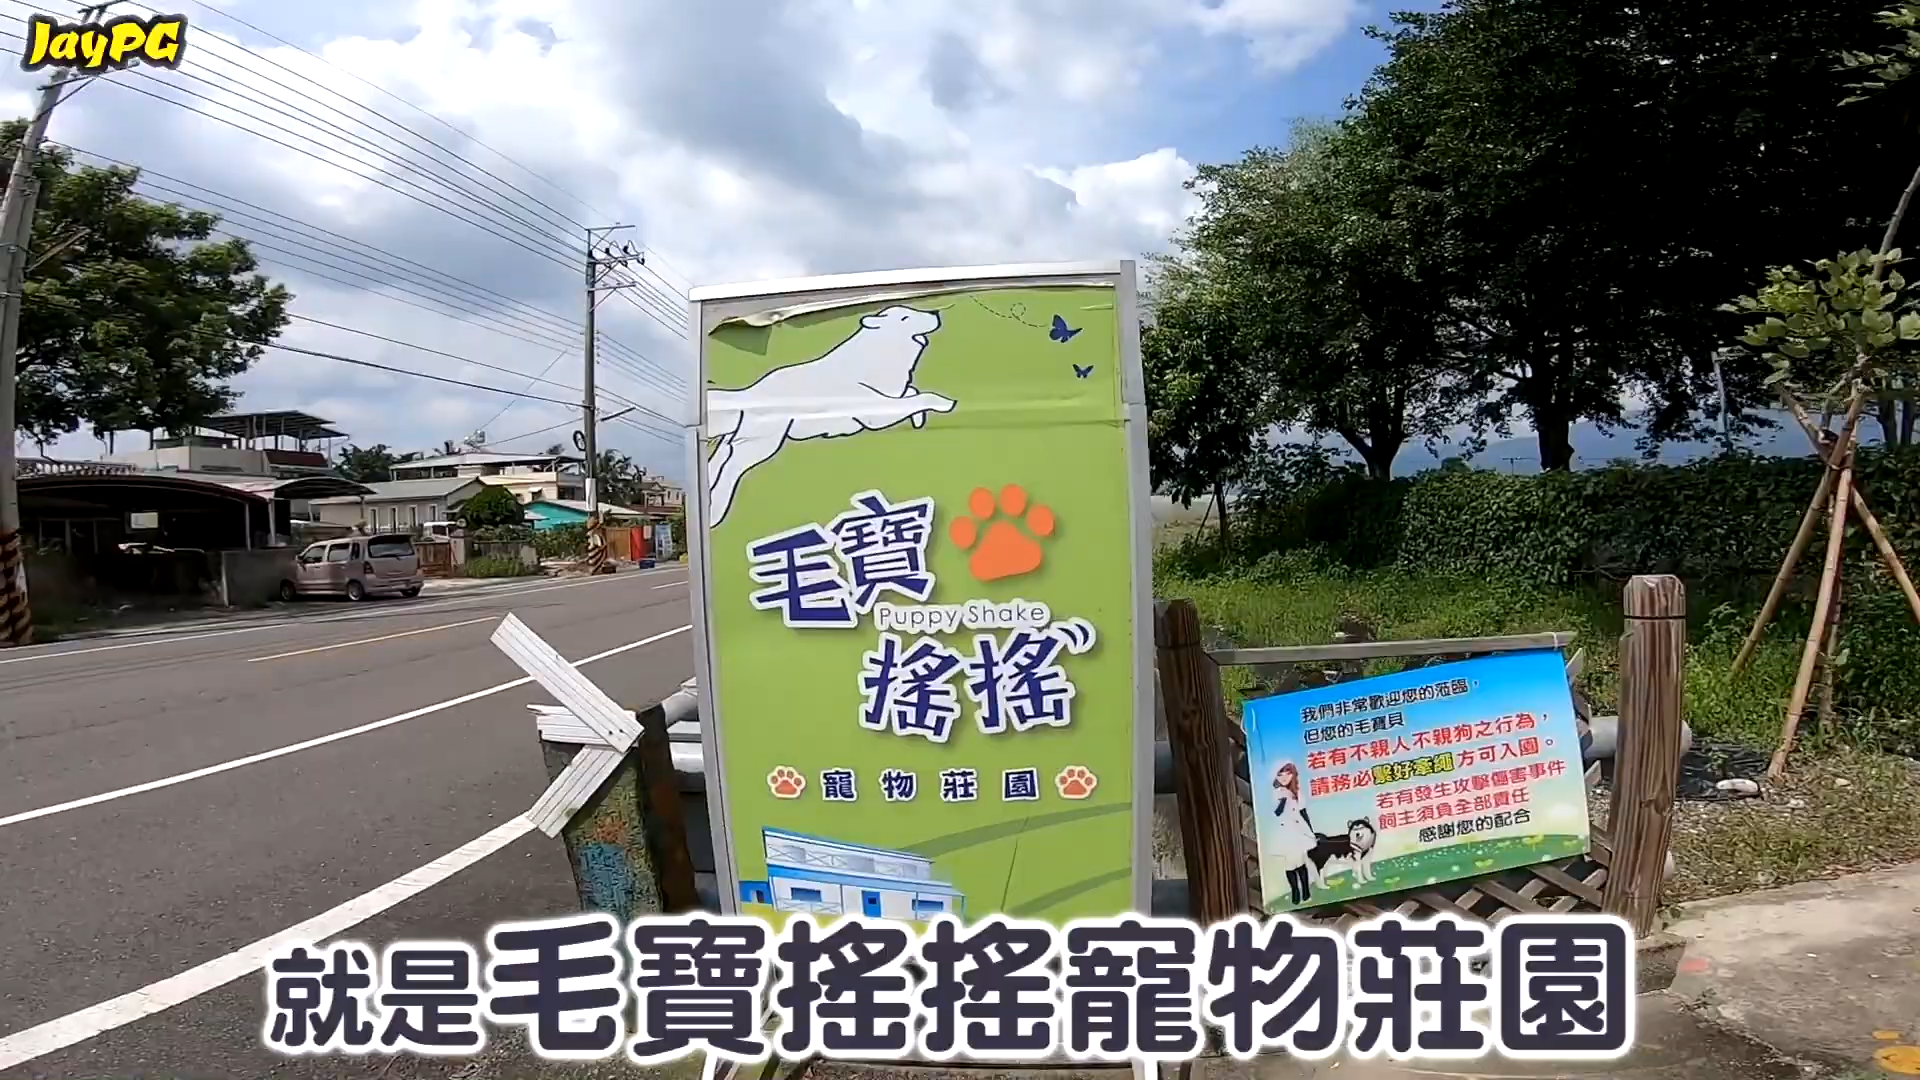 JayPG
毛寶
Puppy Shake
搖搖
寵物莊園
我們非常歡迎您的蒞臨，
但您的毛寶貝
若有不親人不親狗之行為，
請務必繫好牽繩方可入園。
若有發生攻擊傷害事件
飼主須負全部責任
感謝您的配合
就是毛寶搖搖寵物莊園